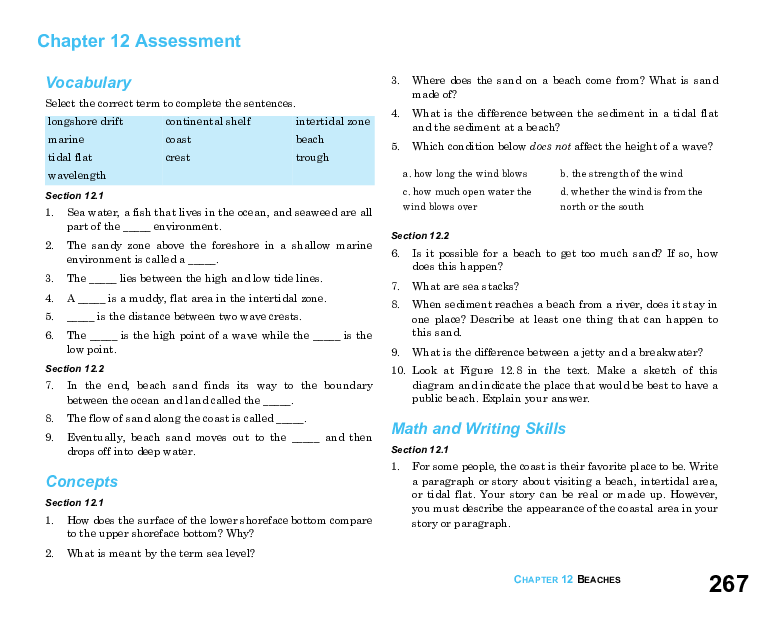 Chapter 12 Assessment
Vocabulary
Select the correct term to complete the sentences.
longshore drift continental shelf intertidal zone
marine coast beach
tidal flat crest trough
wavelength
Section 12.1
1. Sea water, a fish that lives in the ocean, and seaweed are all
part of the _____ environment.
2. The sandy zone above the foreshore in a shallow marine
environment is called a _____.
3. The _____ lies between the high and low tide lines.
4. A _____ is a muddy, flat area in the intertidal zone.
5. _____ is the distance between two wave crests.
6. The _____ is the high point of a wave while the _____ is the
low point.
Section 12.2
7. In the end, beach sand finds its way to the boundary
between the ocean and land called the _____.
8. The flow of sand along the coast is called _____.
9. Eventually, beach sand moves out to the _____ and then
drops off into deep water.
Concepts
Section 12.1
1. How does the surface of the lower shoreface bottom compare
to the upper shoreface bottom? Why?
2. What is meant by the term sea level?
3. Where does the sand on a beach come from? What is sand
made of?
4. What is the difference between the sediment in a tidal flat
and the sediment at a beach?
5. Which condition below does not affect the height of a wave?
a. how long the wind blows b. the strength of the wind
c. how much open water the d. whether the wind is from the
wind blows over north or the south
Section 12.2
6. Is it possible for a beach to get too much sand? If so, how
does this happen?
7. What are sea stacks?
8. When sediment reaches a beach from a river, does it stay in
one place? Describe at least one thing that can happen to
this sand.
9. What is the difference between a jetty and a breakwater?
10. Look at Figure 12.8 in the text. Make a sketch of this
diagram and indicate the place that would be best to have a
public beach. Explain your answer.
Math and Writing Skills
Section 12.1
1. For some people, the coast is their favorite place to be. Write
a paragraph or story about visiting a beach, intertidal area,
or tidal flat. Your story can be real or made up. However,
you must describe the appearance of the coastal area in your
story or paragraph.
CHAPTER 12 BEACHES 267